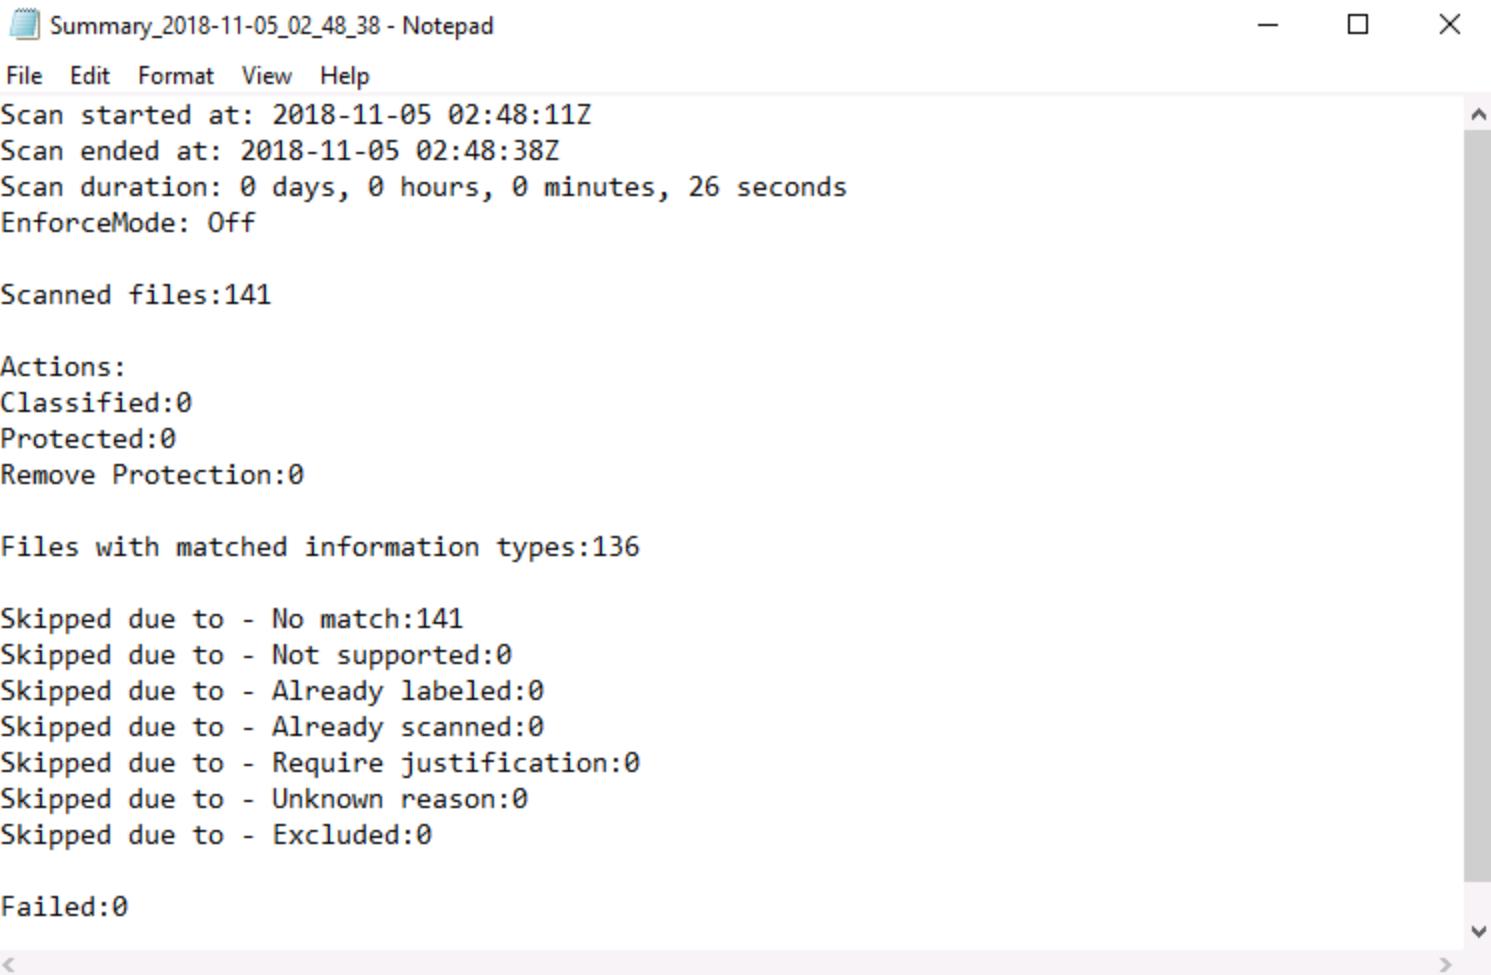 Summary_2018-11-05_02_48_38 - Notepad
File Edit Format View Help
Scan started at: 2018-11-05 02:48:11Z
Scan ended at: 2018-11-05 02:48:38Z
Scan duration: 0 days, 0 hours, 0 minutes, 26 seconds
EnforceMode: Off
Scanned files:141
Actions:
Classified:0
Protected:0
Remove Protection:0
Files with matched information types:136
Skipped due to - No match:141
Skipped due to - Not supported:0
Skipped due to - Already labeled:0
Skipped due to - Already scanned:0
Skipped due to - Require justification:0
Skipped due to - Unknown reason:0
Skipped due to - Excluded:0
Failed:0